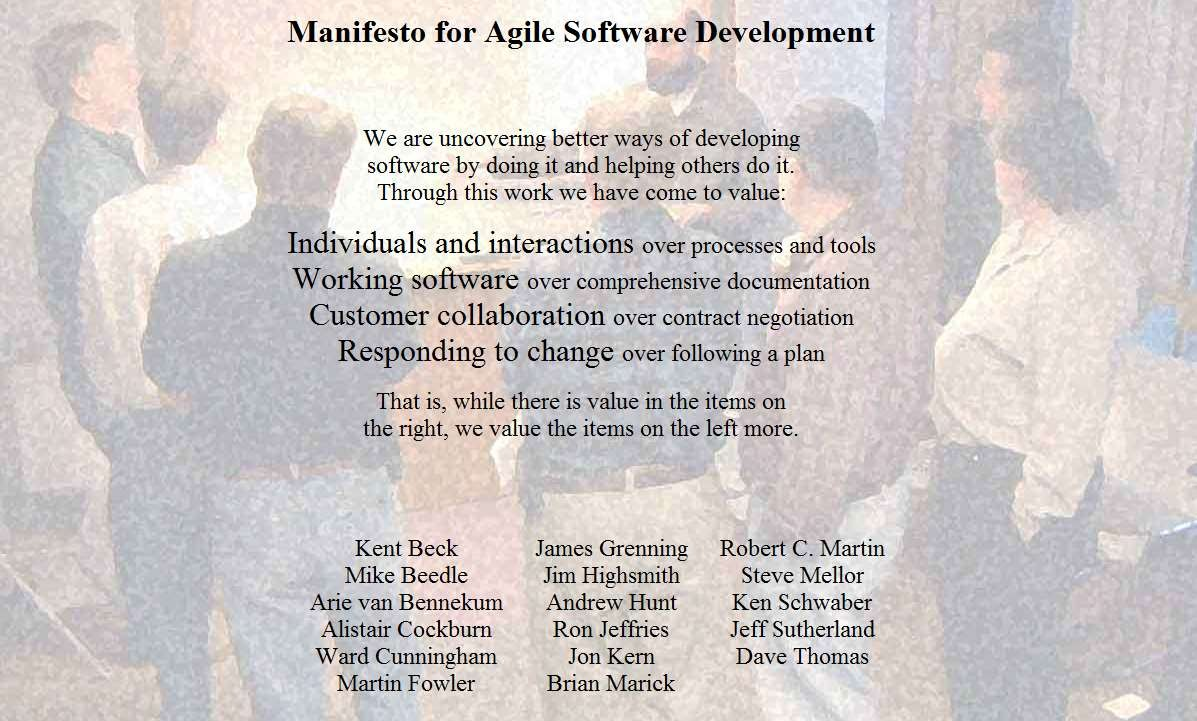 Manifesto for Agile Software Development
We are uncovering better ways of developing
software by doing it and helping others do it.
Through this work we have come to value:
Individuals and interactions over processes and tools
Working software over comprehensive documentation
Customer collaboration over contract negotiation
Responding to change over following a plan
That is, while there is value in the items on
the right, we value the items on the left more.
Kent Beck
Mike Beedle
Arie van Bennekum
Alistair Cockburn
Ward Cunningham
Martin Fowler
James Grenning
Jim Highsmith
Andrew Hunt
Ron Jeffries
Jon Kern
Brian Marick
Robert C. Martin
Steve Mellor
Ken Schwaber
Jeff Sutherland
Dave Thomas